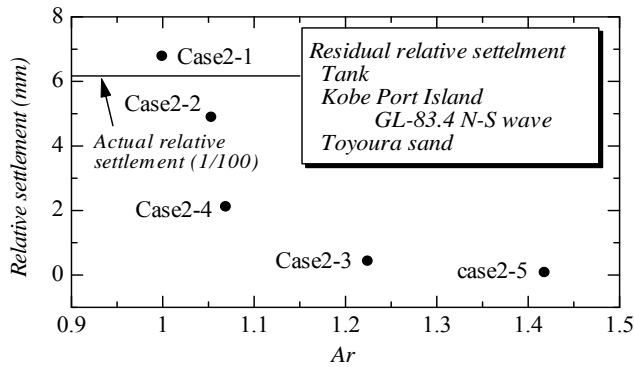 8
6
4
2
0
Relative settlement (mm)
Case2-1
Case2-2
Actual relative
settlement (1/100)
Case2-4
Case2-3
case2-5
Residual relative settelment
Tank
Kobe Port Island
GL-83.4 N-S wave
Toyoura sand
0.9
1
1.1
1.2
1.3
1.4
1.5
Ar